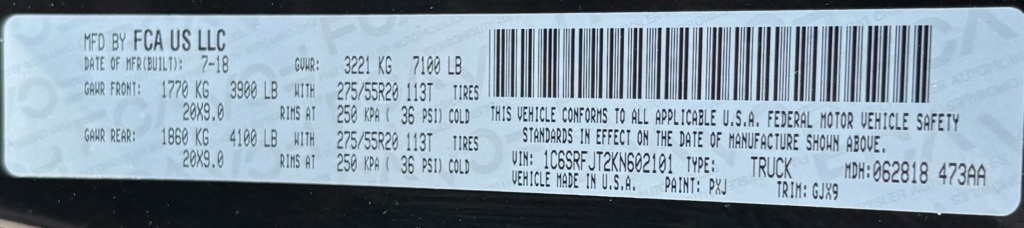 MFD BY FCA US LLC
DATE OF MFR(BUILT): 7-18 GVWR: 3221 KG 7100 LB
GAWR FRONT: 1770 KG 3900 LB WITH 275/55R20 113T TIRES
20X9.0 RIMS AT 250 KPA ( 36 PSI) COLD
GAWR REAR: 1860 KG 4100 LB WITH 275/55R20 113T TIRES
20X9.0 RIMS AT 250 KPA ( 36 PSI) COLD
THIS VEHICLE CONFORMS TO ALL APPLICABLE U.S.A. FEDERAL MOTOR VEHICLE SAFETY
STANDARDS IN EFFECT ON THE DATE OF MANUFACTURE SHOWN ABOVE.
VIN: 1C6SRFJT2KN602101 TYPE: TRUCK MDH:062818 473AA
VEHICLE MADE IN U.S.A. PAINT: PXJ TRIM: GJX9